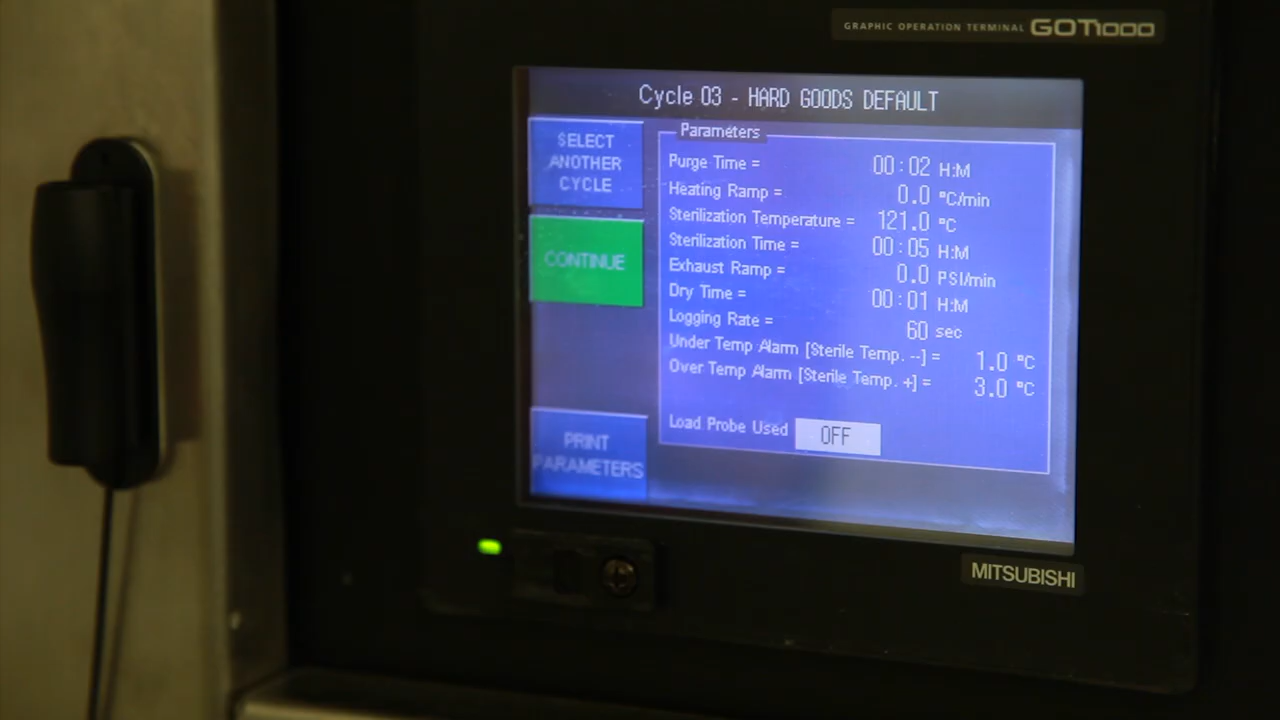 GRAPHIC OPERATION TERMINAL GOT1000
Cycle 03 - HARD GOODS DEFAULT
SELECT
ANOTHER
CYCLE
CONTINUE
PRINT
PARAMETERS
Parameters
Purge Time = 00:02 H:M
Heating Ramp = 0.0 °C/min
Sterilization Temperature = 121.0 °C
Sterilization Time = 00:05 H:M
Exhaust Ramp = 0.0 PSI/min
Dry Time = 00:01 H:M
Logging Rate = 60 sec
Under Temp Alarm [Sterile Temp. --] = 1.0 °C
Over Temp Alarm [Sterile Temp. +] = 3.0 °C
Load Probe Used OFF
MITSUBISHI